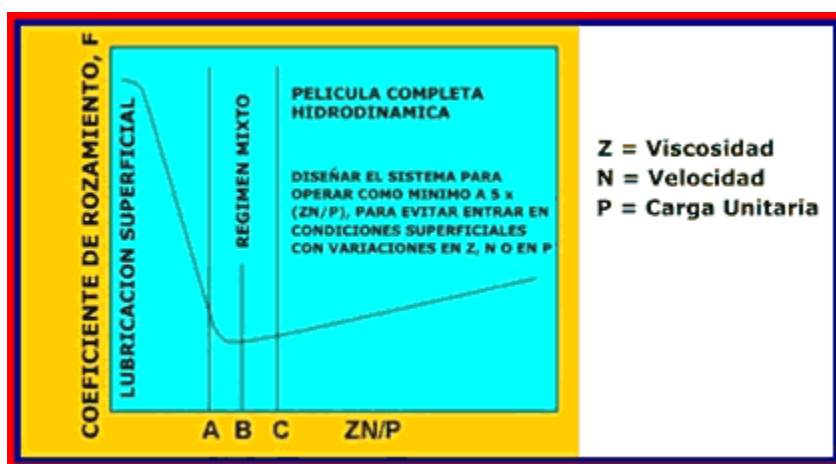 COEFICIENTE DE ROZAMIENTO, F
LUBRICACION SUPERFICIAL
REGIMEN MIXTO
PELICULA COMPLETA
HIDRODINAMICA
DISEÑAR EL SISTEMA PARA
OPERAR COMO MINIMO A 5 x
(ZN/P), PARA EVITAR ENTRAR EN
CONDICIONES SUPERFICIALES
CON VARIACIONES EN Z, N O EN P
A B C ZN/P
Z = Viscosidad
N = Velocidad
P = Carga Unitaria